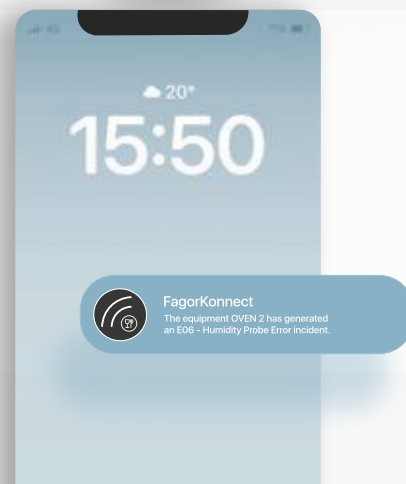 20°
15:50
FagorKonnect
The equipment OVEN 2 has generated
an E06 - Humidity Probe Error incident.